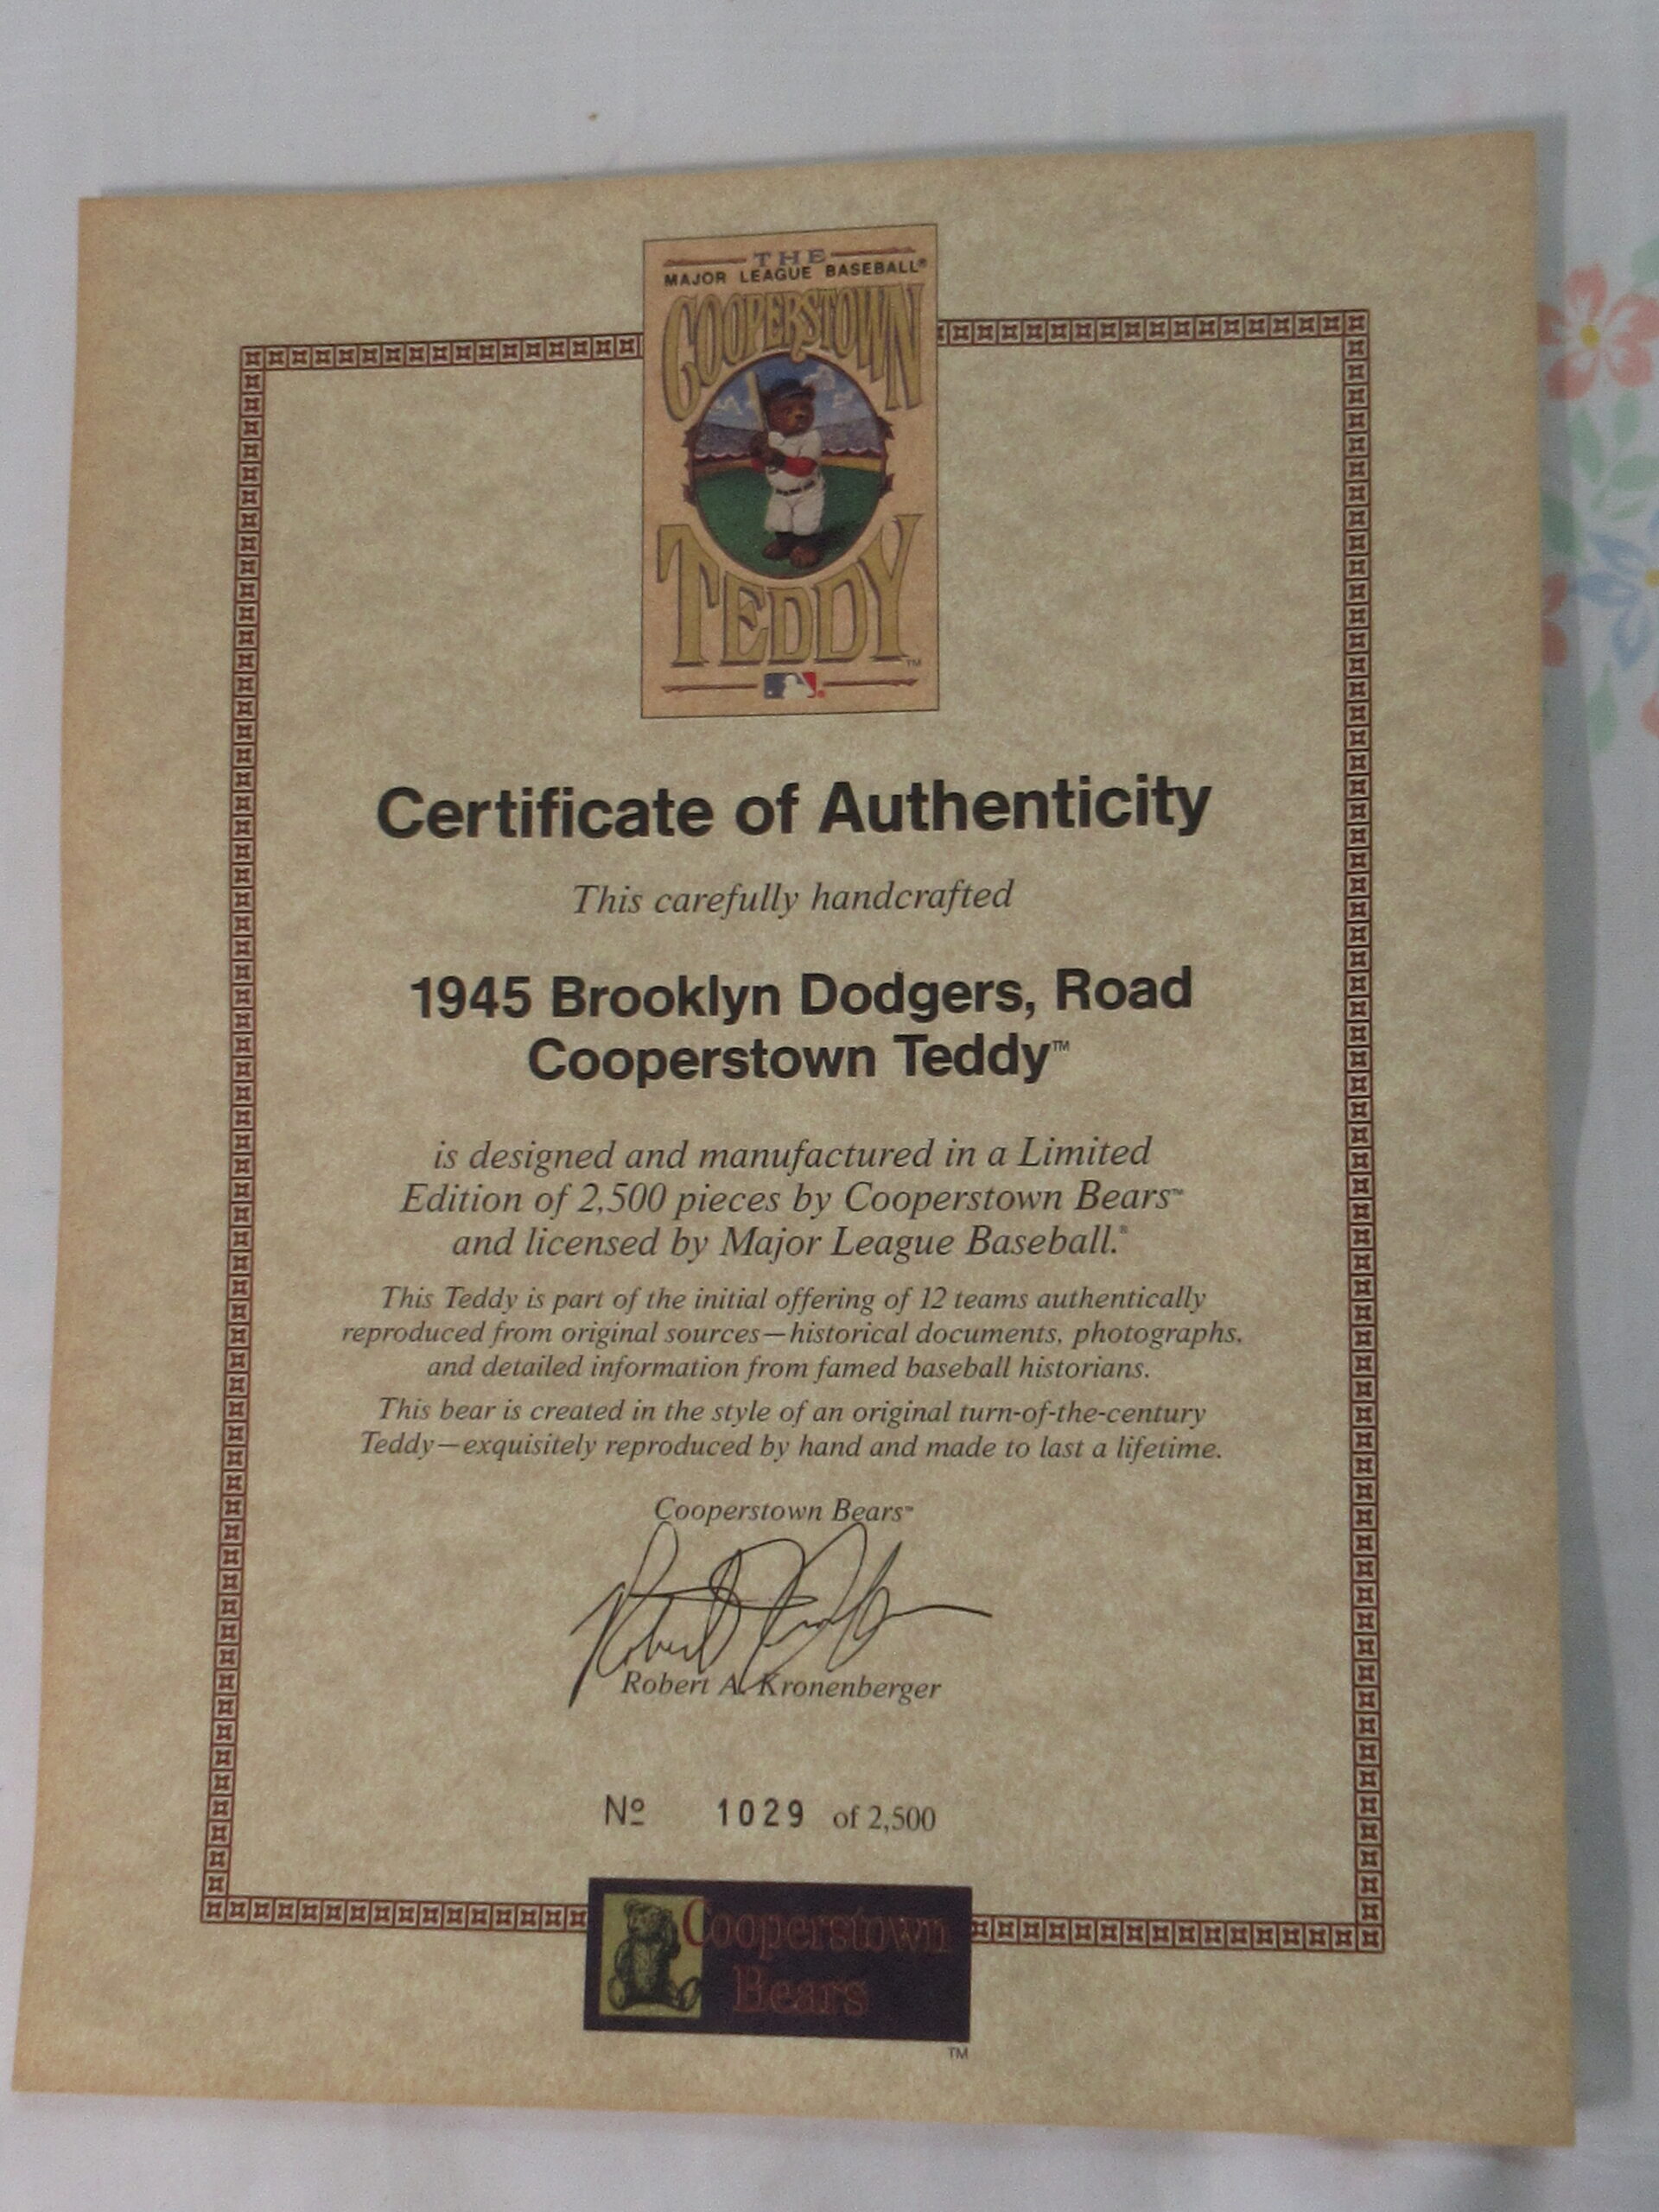 THE
MAJOR LEAGUE BASEBALL®
COOPERSTOWN
TEDDY™
Certificate of Authenticity
This carefully handcrafted
1945 Brooklyn Dodgers, Road
Cooperstown Teddy™
is designed and manufactured in a Limited
Edition of 2,500 pieces by Cooperstown Bears™
and licensed by Major League Baseball.®
This Teddy is part of the initial offering of 12 teams authentically
reproduced from original sources—historical documents, photographs,
and detailed information from famed baseball historians.
This bear is created in the style of an original turn-of-the-century
Teddy—exquisitely reproduced by hand and made to last a lifetime.
Cooperstown Bears™
Robert A. Kronenberger
Nº 1029 of 2,500
Cooperstown
Bears
TM